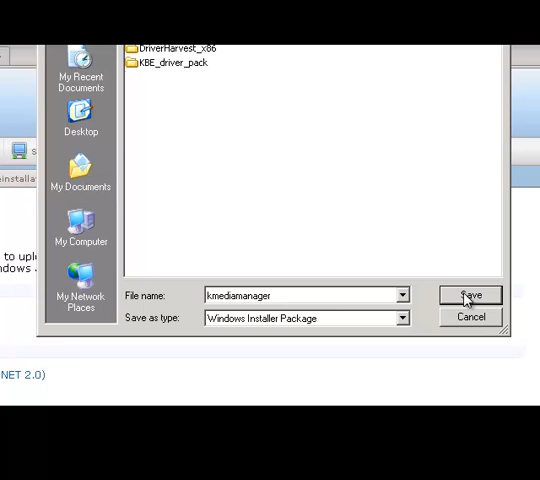 DriverHarvest_x86
KBE_driver_pack
My Recent
Documents
Desktop
My Documents
My Computer
My Network
Places
installa
to uplo
ndows
File name: kmediamanager Save
Save as type: Windows Installer Package Cancel
NET 2.0)